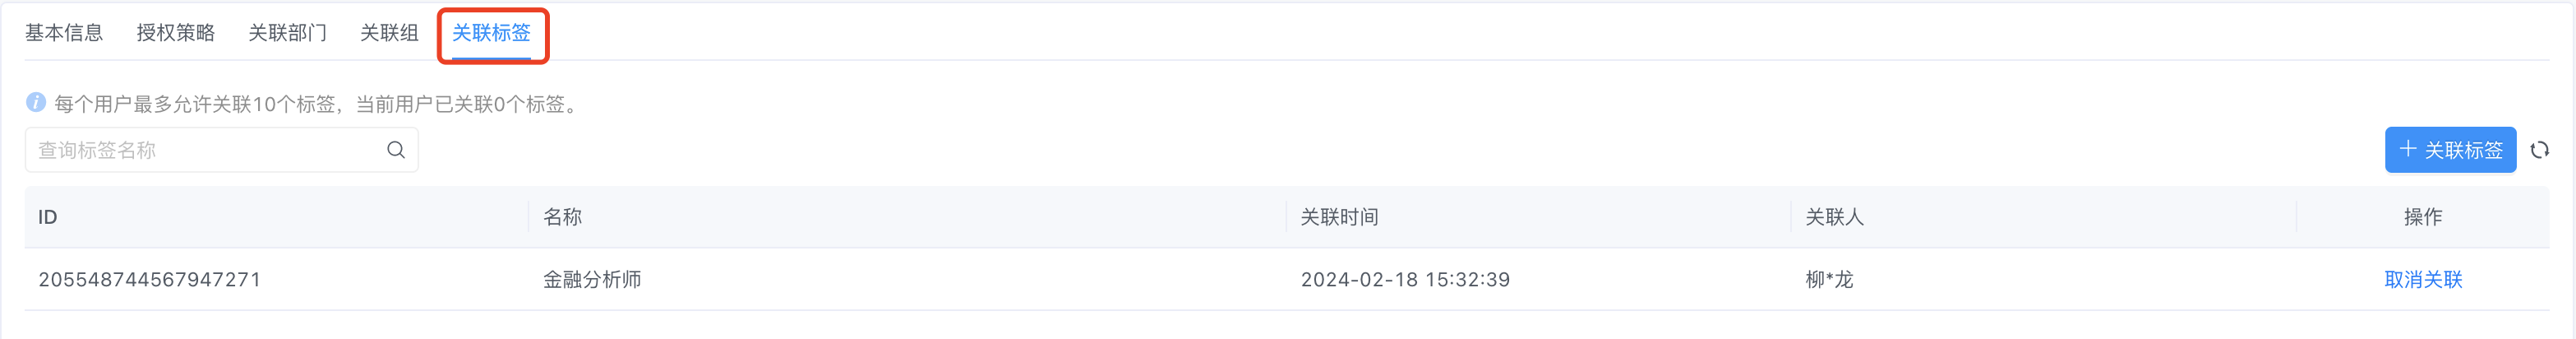 基本信息 授权策略 关联部门 关联组 关联标签
每个用户最多允许关联10个标签，当前用户已关联0个标签。
查询标签名称 关联标签
ID 名称 关联时间 关联人 操作
205548744567947271 金融分析师 2024-02-18 15:32:39 柳*龙 取消关联